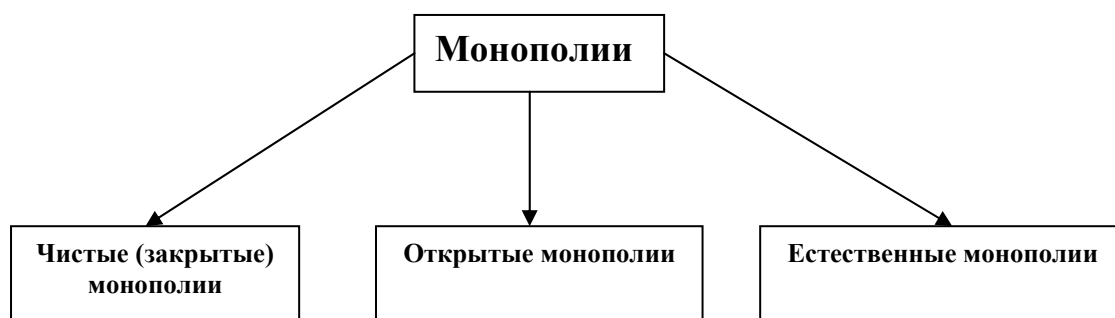 Монополии
Чистые (закрытые)
монополии
Открытые монополии
Естественные монополии